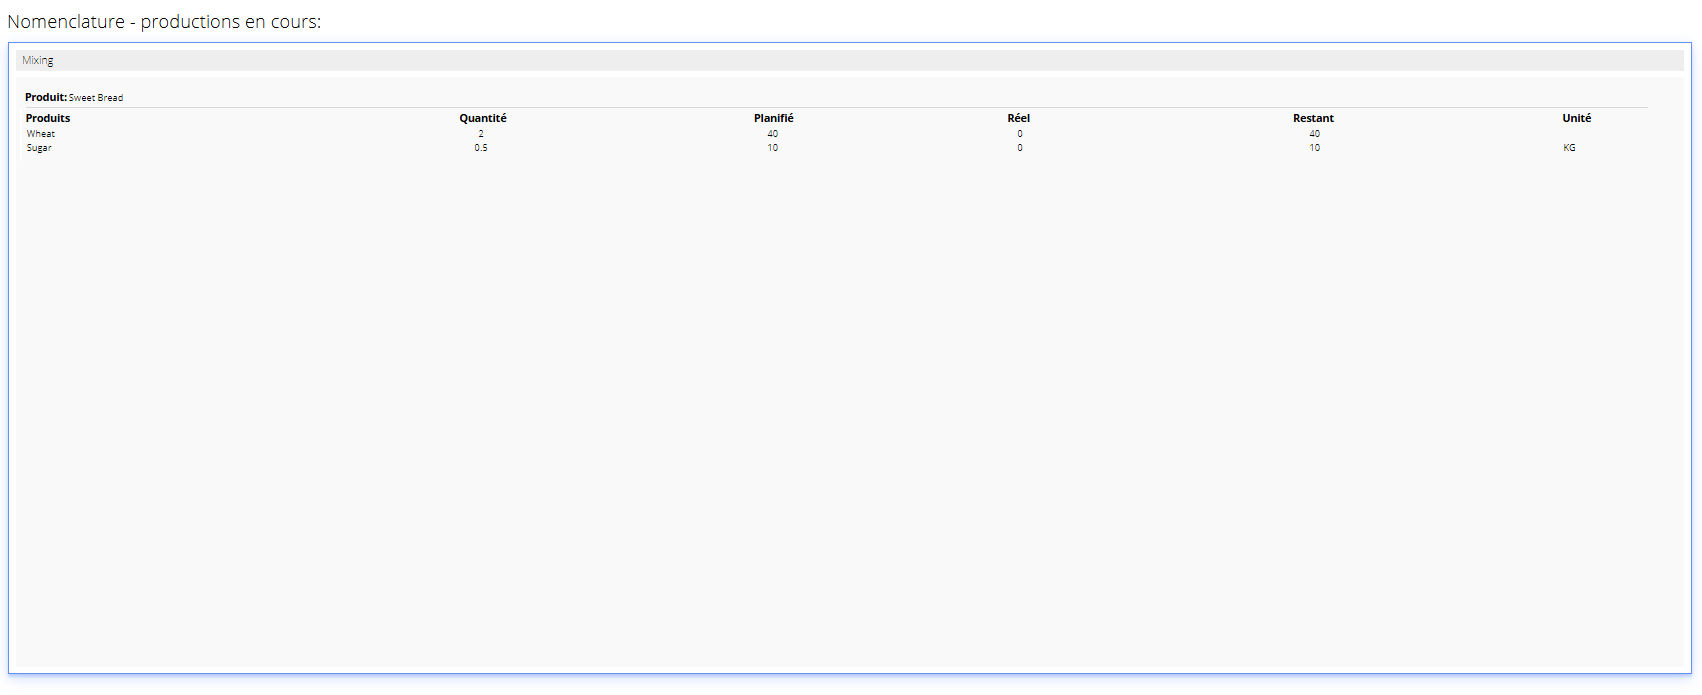 Nomenclature - productions en cours:
Mixing
Produit: Sweet Bread
Produits Quantité Planifié Réel Restant Unité
Wheat 2 40 0 40
Sugar 0.5 10 0 10 KG